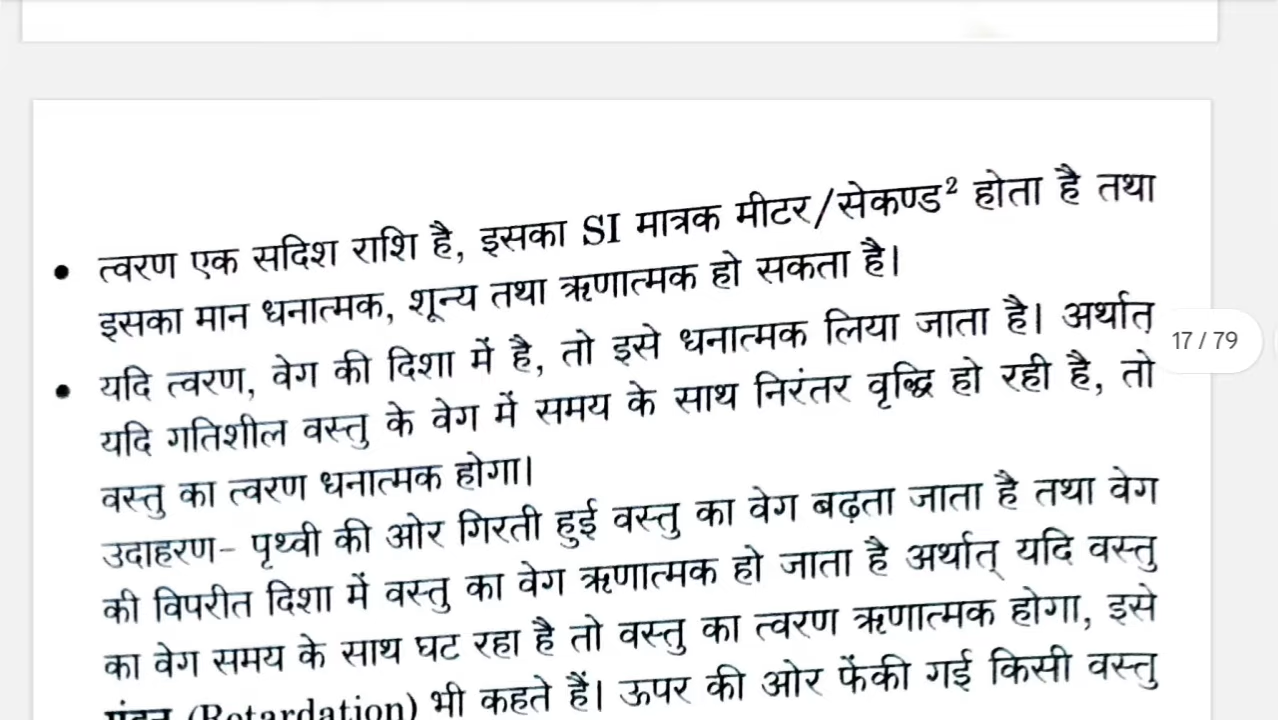 • त्वरण एक सदिश राशि है, इसका SI मात्रक मीटर/सेकण्ड² होता है तथा
इसका मान धनात्मक, शून्य तथा ऋणात्मक हो सकता है।
• यदि त्वरण, वेग की दिशा में है, तो इसे धनात्मक लिया जाता है। अर्थात्
17 / 79
यदि गतिशील वस्तु के वेग में समय के साथ निरंतर वृद्धि हो रही है, तो
वस्तु का त्वरण धनात्मक होगा।
उदाहरण- पृथ्वी की ओर गिरती हुई वस्तु का वेग बढ़ता जाता है तथा वेग
की विपरीत दिशा में वस्तु का वेग ऋणात्मक हो जाता है अर्थात् यदि वस्तु
का वेग समय के साथ घट रहा है तो वस्तु का त्वरण ऋणात्मक होगा, इसे
मंदन (Retardation) भी कहते हैं। ऊपर की ओर फेंकी गई किसी वस्तु